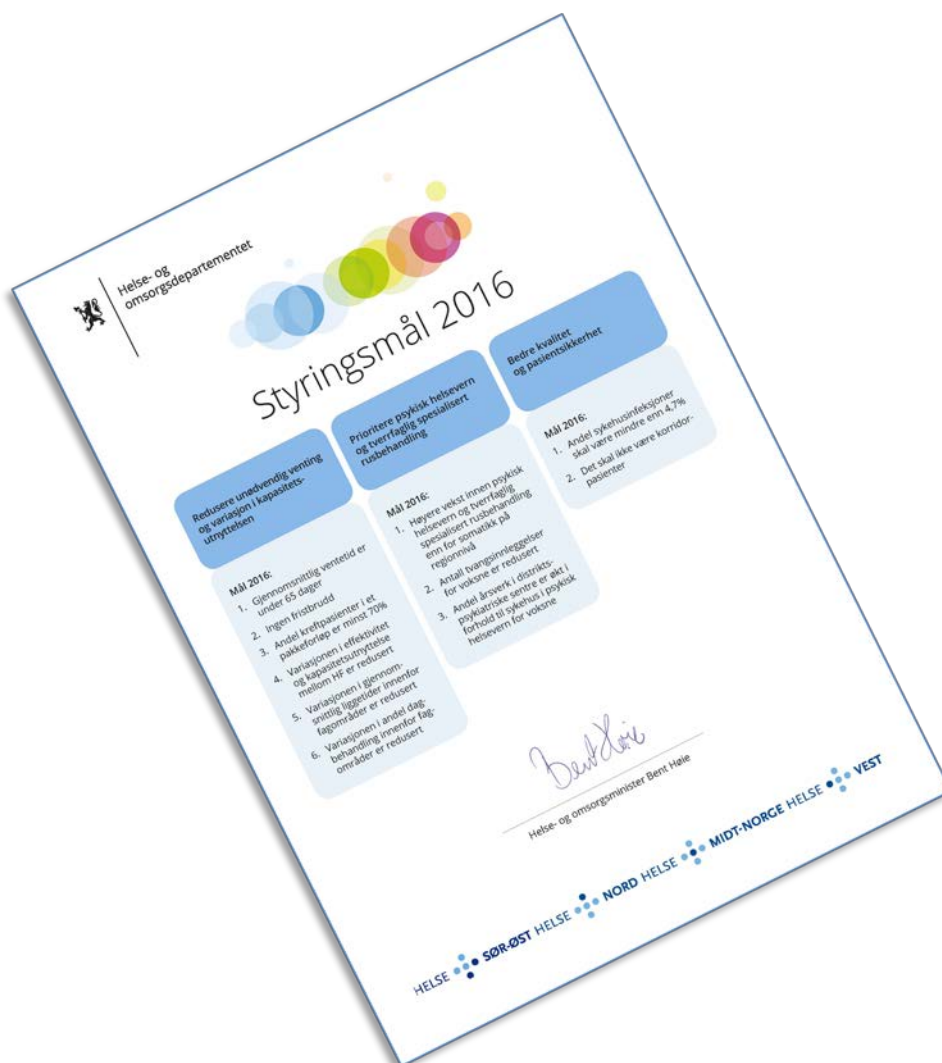 Helse- og
omsorgsdepartementet
Styringsmål 2016
Redusere unødvendig venting
og variasjon i kapasitets-
utnyttelsen
Mål 2016:
1. Gjennomsnittlig ventetid er
under 65 dager
2. Ingen fristbrudd
3. Andel kreftpasienter i et
pakkeforløp er minst 70%
4. Variasjonen i effektivitet
og kapasitetsutnyttelse
mellom HF er redusert
5. Variasjonen i gjennom-
snittlig liggetider innenfor
fagområder er redusert
6. Variasjonen i andel dag-
behandling innenfor fag-
områder er redusert
Prioritere psykisk helsevern
og tverrfaglig spesialisert
rusbehandling
Mål 2016:
1. Høyere vekst innen psykisk
helsevern og tverrfaglig
spesialisert rusbehandling
enn for somatikk på
regionnivå
2. Antall tvangsinnleggelser
for voksne er redusert
3. Andel årsverk i distrikts-
psykiatriske sentre er økt i
forhold til sykehus i psykisk
helsevern for voksne
Bedre kvalitet
og pasientsikkerhet
Mål 2016:
1. Andel sykehusinfeksjoner
skal være mindre enn 4,7%
2. Det skal ikke være korridor-
pasienter
Bent Høie
Helse- og omsorgsminister Bent Høie
HELSE SØR-ØST HELSE NORD HELSE MIDT-NORGE HELSE VEST